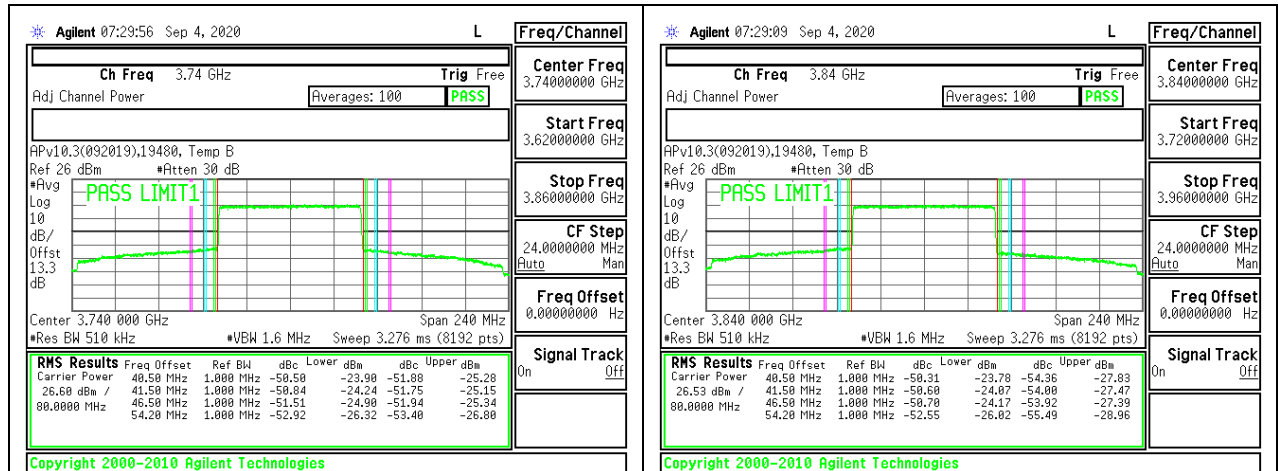 Agilent 07:29:56 Sep 4, 2020 L Freq/Channel
Ch Freq 3.74 GHz Trig Free
Adj Channel Power Averages: 100 PASS
Center Freq
3.74000000 GHz
Start Freq
3.62000000 GHz
Stop Freq
3.86000000 GHz
CF Step
24.0000000 MHz
Auto Man
Freq Offset
0.00000000 Hz
Signal Track
On Off
APv10.3(092019),19480, Temp B
Ref 26 dBm #Atten 30 dB
#Avg
Log
10
dB/
Offst
13.3
dB
PASS LIMIT1
Center 3.740 000 GHz Span 240 MHz
#Res BW 510 kHz #VBW 1.6 MHz Sweep 3.276 ms (8192 pts)
RMS Results Freq Offset Ref BW dBc Lower dBm dBc Upper dBm
Carrier Power 40.50 MHz 1.000 MHz -50.50 -23.90 -51.88 -25.28
26.60 dBm / 41.50 MHz 1.000 MHz -50.84 -24.24 -51.75 -25.15
80.0000 MHz 46.50 MHz 1.000 MHz -51.51 -24.90 -51.94 -25.34
54.20 MHz 1.000 MHz -52.92 -26.32 -53.40 -26.80
Copyright 2000-2010 Agilent Technologies
Agilent 07:29:09 Sep 4, 2020 L Freq/Channel
Ch Freq 3.84 GHz Trig Free
Adj Channel Power Averages: 100 PASS
Center Freq
3.84000000 GHz
Start Freq
3.72000000 GHz
Stop Freq
3.96000000 GHz
CF Step
24.0000000 MHz
Auto Man
Freq Offset
0.00000000 Hz
Signal Track
On Off
APv10.3(092019),19480, Temp B
Ref 26 dBm #Atten 30 dB
#Avg
Log
10
dB/
Offst
13.3
dB
PASS LIMIT1
Center 3.840 000 GHz Span 240 MHz
#Res BW 510 kHz #VBW 1.6 MHz Sweep 3.276 ms (8192 pts)
RMS Results Freq Offset Ref BW dBc Lower dBm dBc Upper dBm
Carrier Power 40.50 MHz 1.000 MHz -50.31 -23.78 -54.36 -27.83
26.53 dBm / 41.50 MHz 1.000 MHz -50.60 -24.07 -54.00 -27.47
80.0000 MHz 46.50 MHz 1.000 MHz -50.70 -24.17 -53.92 -27.39
54.20 MHz 1.000 MHz -52.55 -26.02 -55.49 -28.96
Copyright 2000-2010 Agilent Technologies